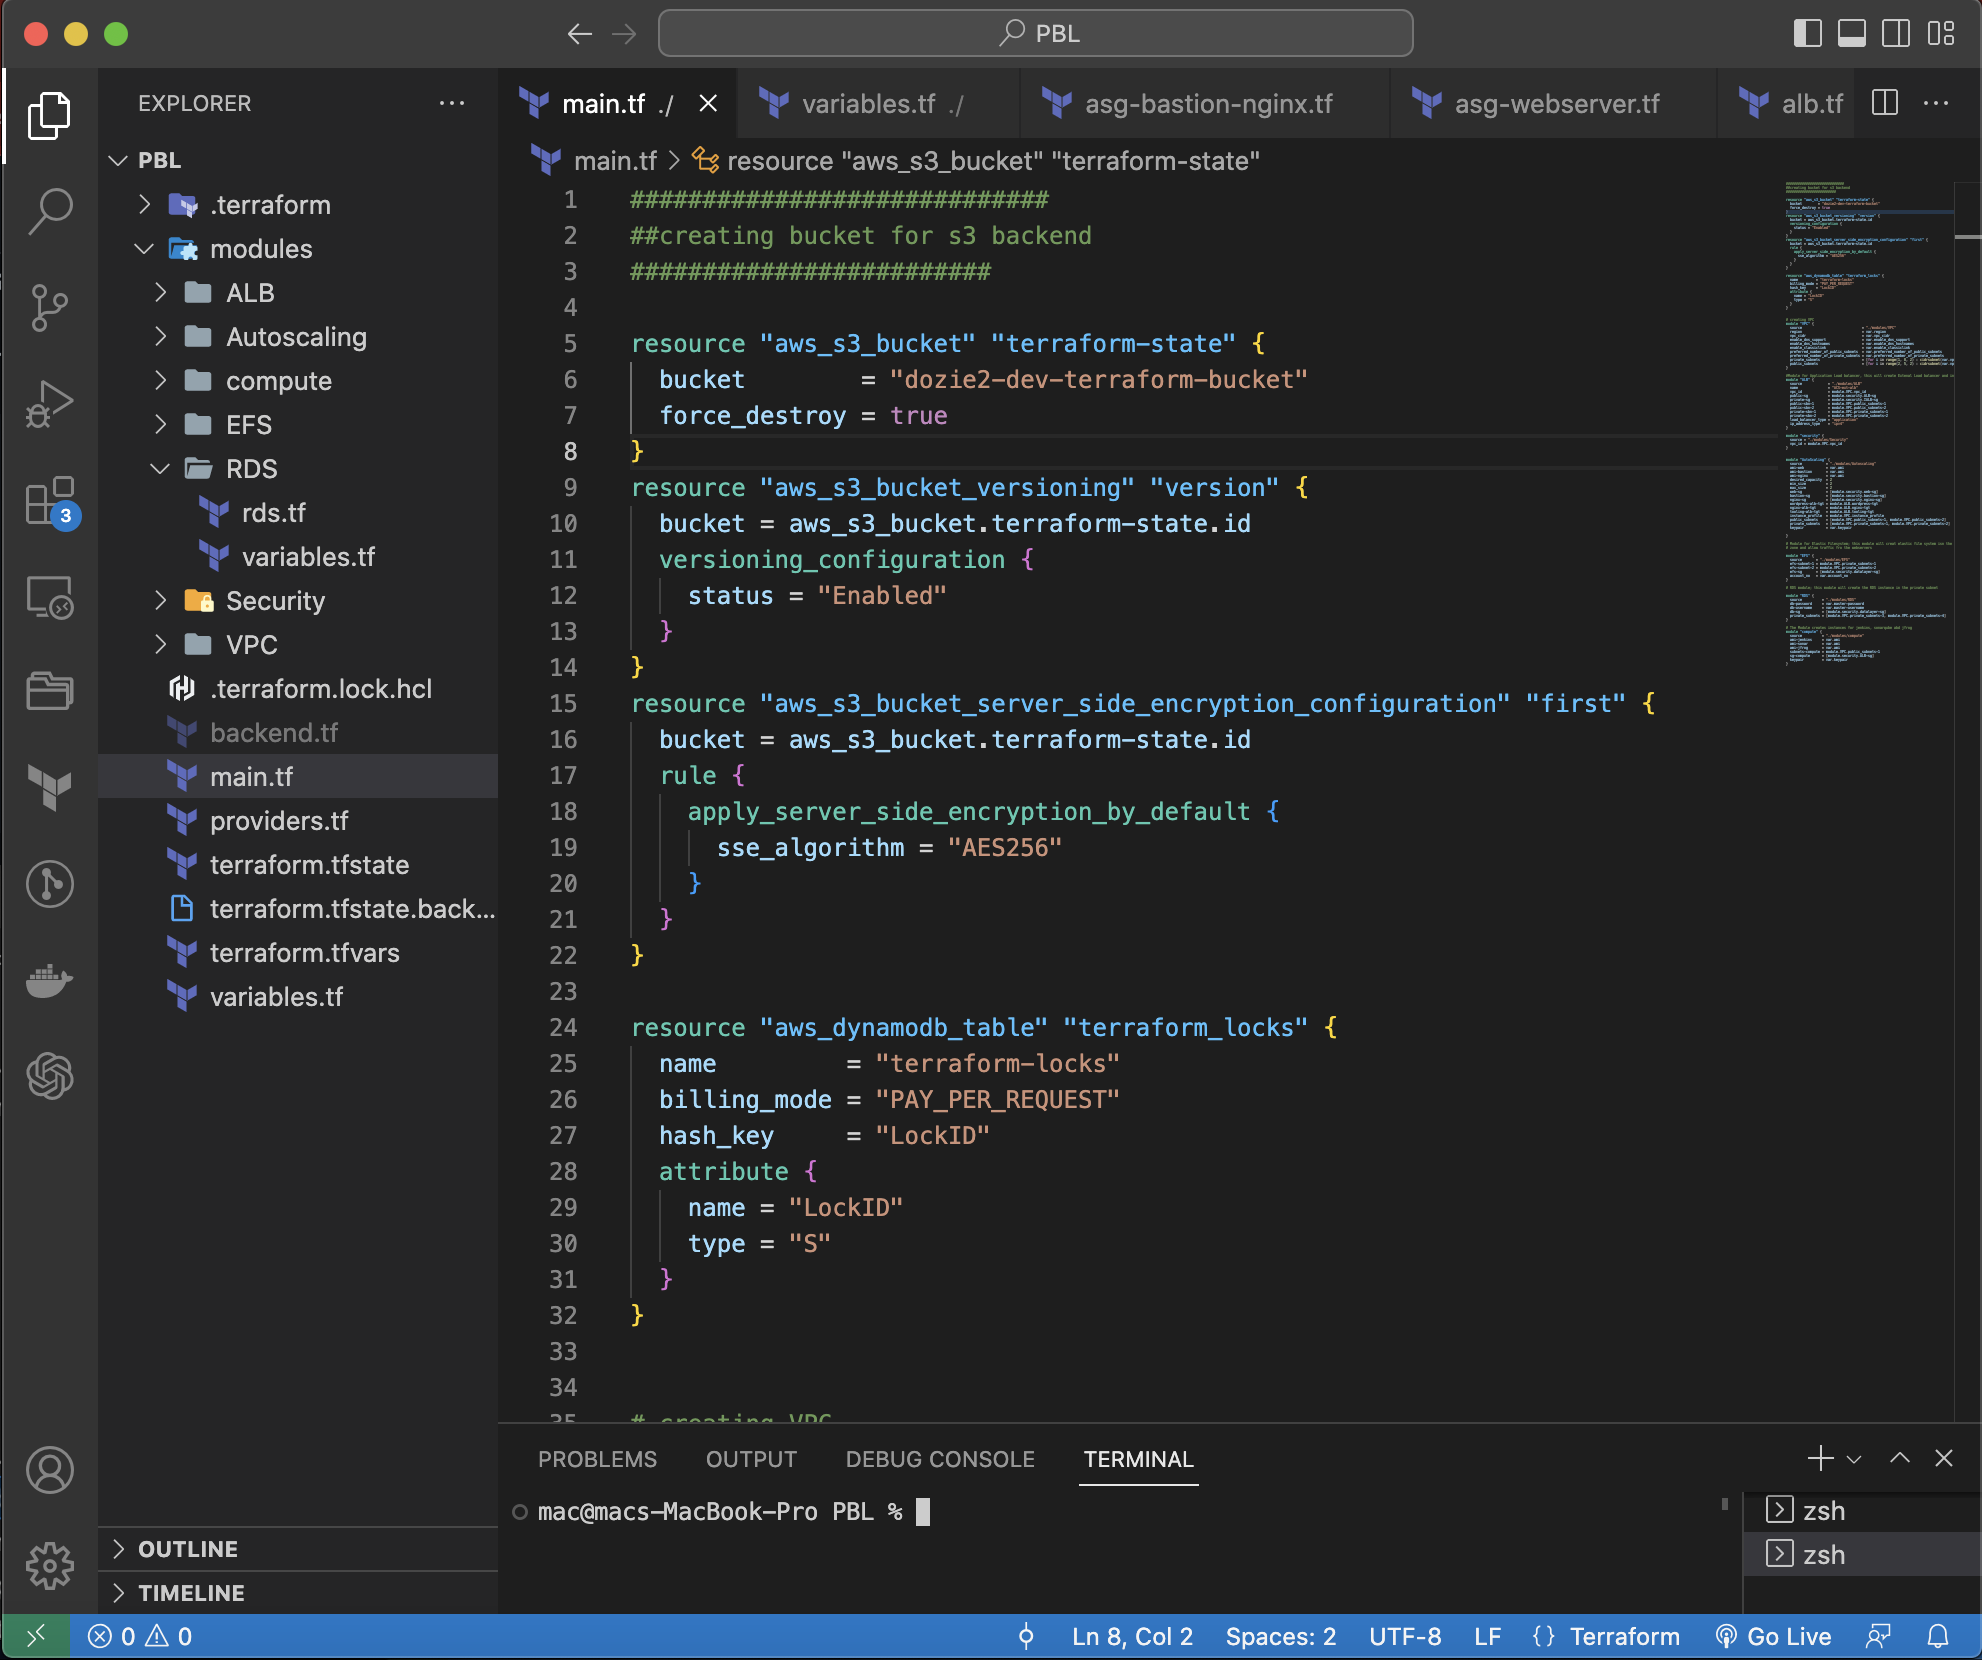 PBL
EXPLORER
PBL
.terraform
modules
ALB
Autoscaling
compute
EFS
RDS
rds.tf
variables.tf
Security
VPC
.terraform.lock.hcl
backend.tf
main.tf
providers.tf
terraform.tfstate
terraform.tfstate.back...
terraform.tfvars
variables.tf
OUTLINE
TIMELINE
3
main.tf ./
variables.tf ./
asg-bastion-nginx.tf
asg-webserver.tf
alb.tf
main.tf > resource "aws_s3_bucket" "terraform-state"
1 #############################
2 ##creating bucket for s3 backend
3 #########################
4
5 resource "aws_s3_bucket" "terraform-state" {
6 bucket = "dozie2-dev-terraform-bucket"
7 force_destroy = true
8 }
9 resource "aws_s3_bucket_versioning" "version" {
10 bucket = aws_s3_bucket.terraform-state.id
11 versioning_configuration {
12 status = "Enabled"
13 }
14 }
15 resource "aws_s3_bucket_server_side_encryption_configuration" "first" {
16 bucket = aws_s3_bucket.terraform-state.id
17 rule {
18 apply_server_side_encryption_by_default {
19 sse_algorithm = "AES256"
20 }
21 }
22 }
23
24 resource "aws_dynamodb_table" "terraform_locks" {
25 name = "terraform-locks"
26 billing_mode = "PAY_PER_REQUEST"
27 hash_key = "LockID"
28 attribute {
29 name = "LockID"
30 type = "S"
31 }
32 }
33
34
35 # creating VPC
PROBLEMS
OUTPUT
DEBUG CONSOLE
TERMINAL
mac@macs-MacBook-Pro PBL %
zsh
zsh
0 0
Ln 8, Col 2
Spaces: 2
UTF-8
LF
{} Terraform
Go Live